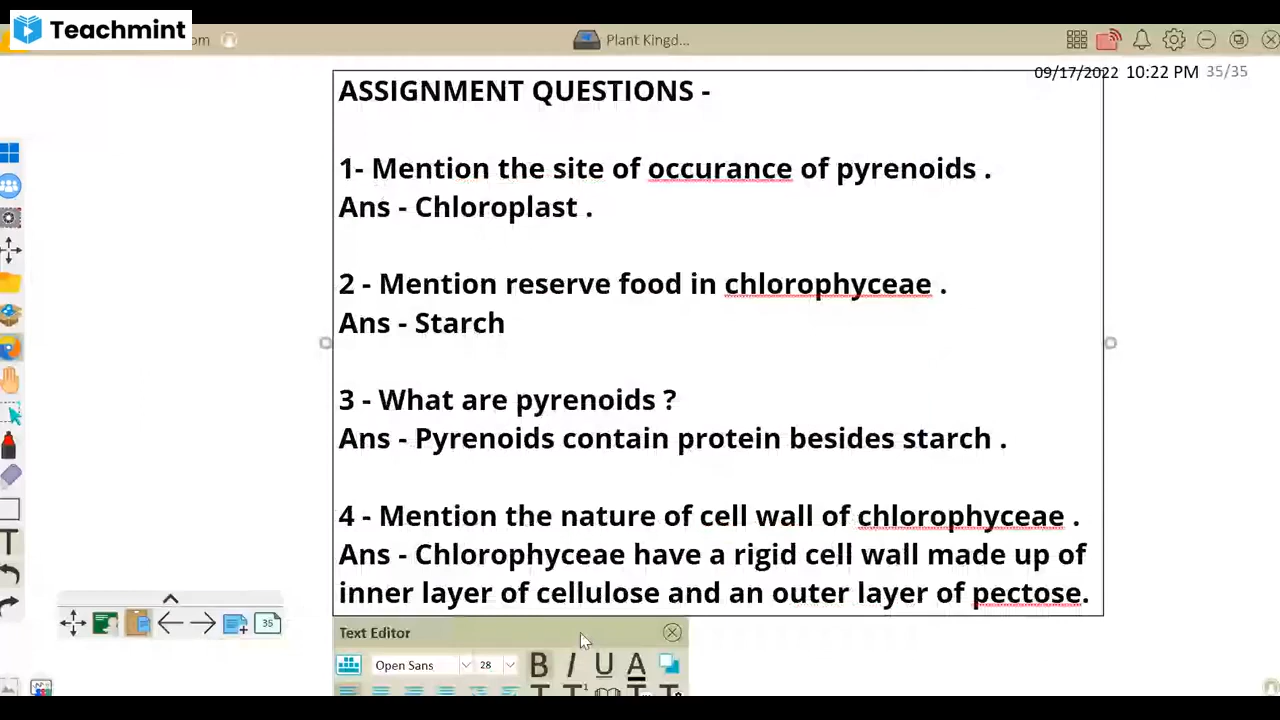 Teachmint
om
Plant Kingd...
09/17/2022 10:22 PM 35/35
ASSIGNMENT QUESTIONS -
1- Mention the site of occurance of pyrenoids .
Ans - Chloroplast .
2 - Mention reserve food in chlorophyceae .
Ans - Starch
3 - What are pyrenoids ?
Ans - Pyrenoids contain protein besides starch .
4 - Mention the nature of cell wall of chlorophyceae .
Ans - Chlorophyceae have a rigid cell wall made up of
inner layer of cellulose and an outer layer of pectose.
35
Text Editor
Open Sans 28 B I U A